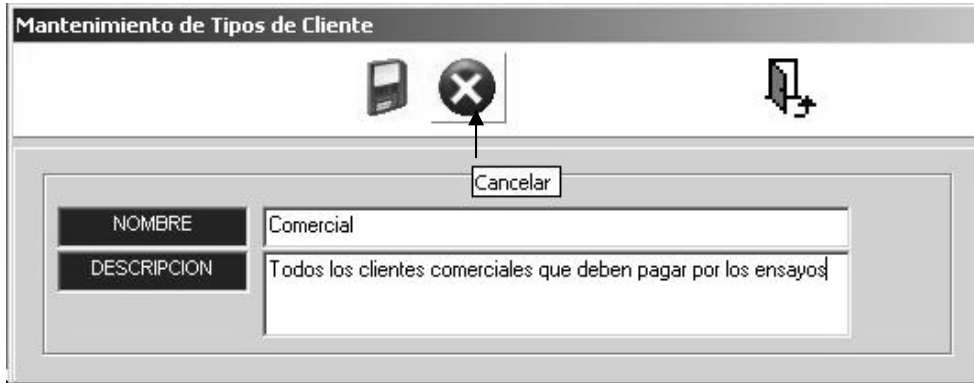 Mantenimiento de Tipos de Cliente
Cancelar
NOMBRE Comercial
DESCRIPCION Todos los clientes comerciales que deben pagar por los ensayos